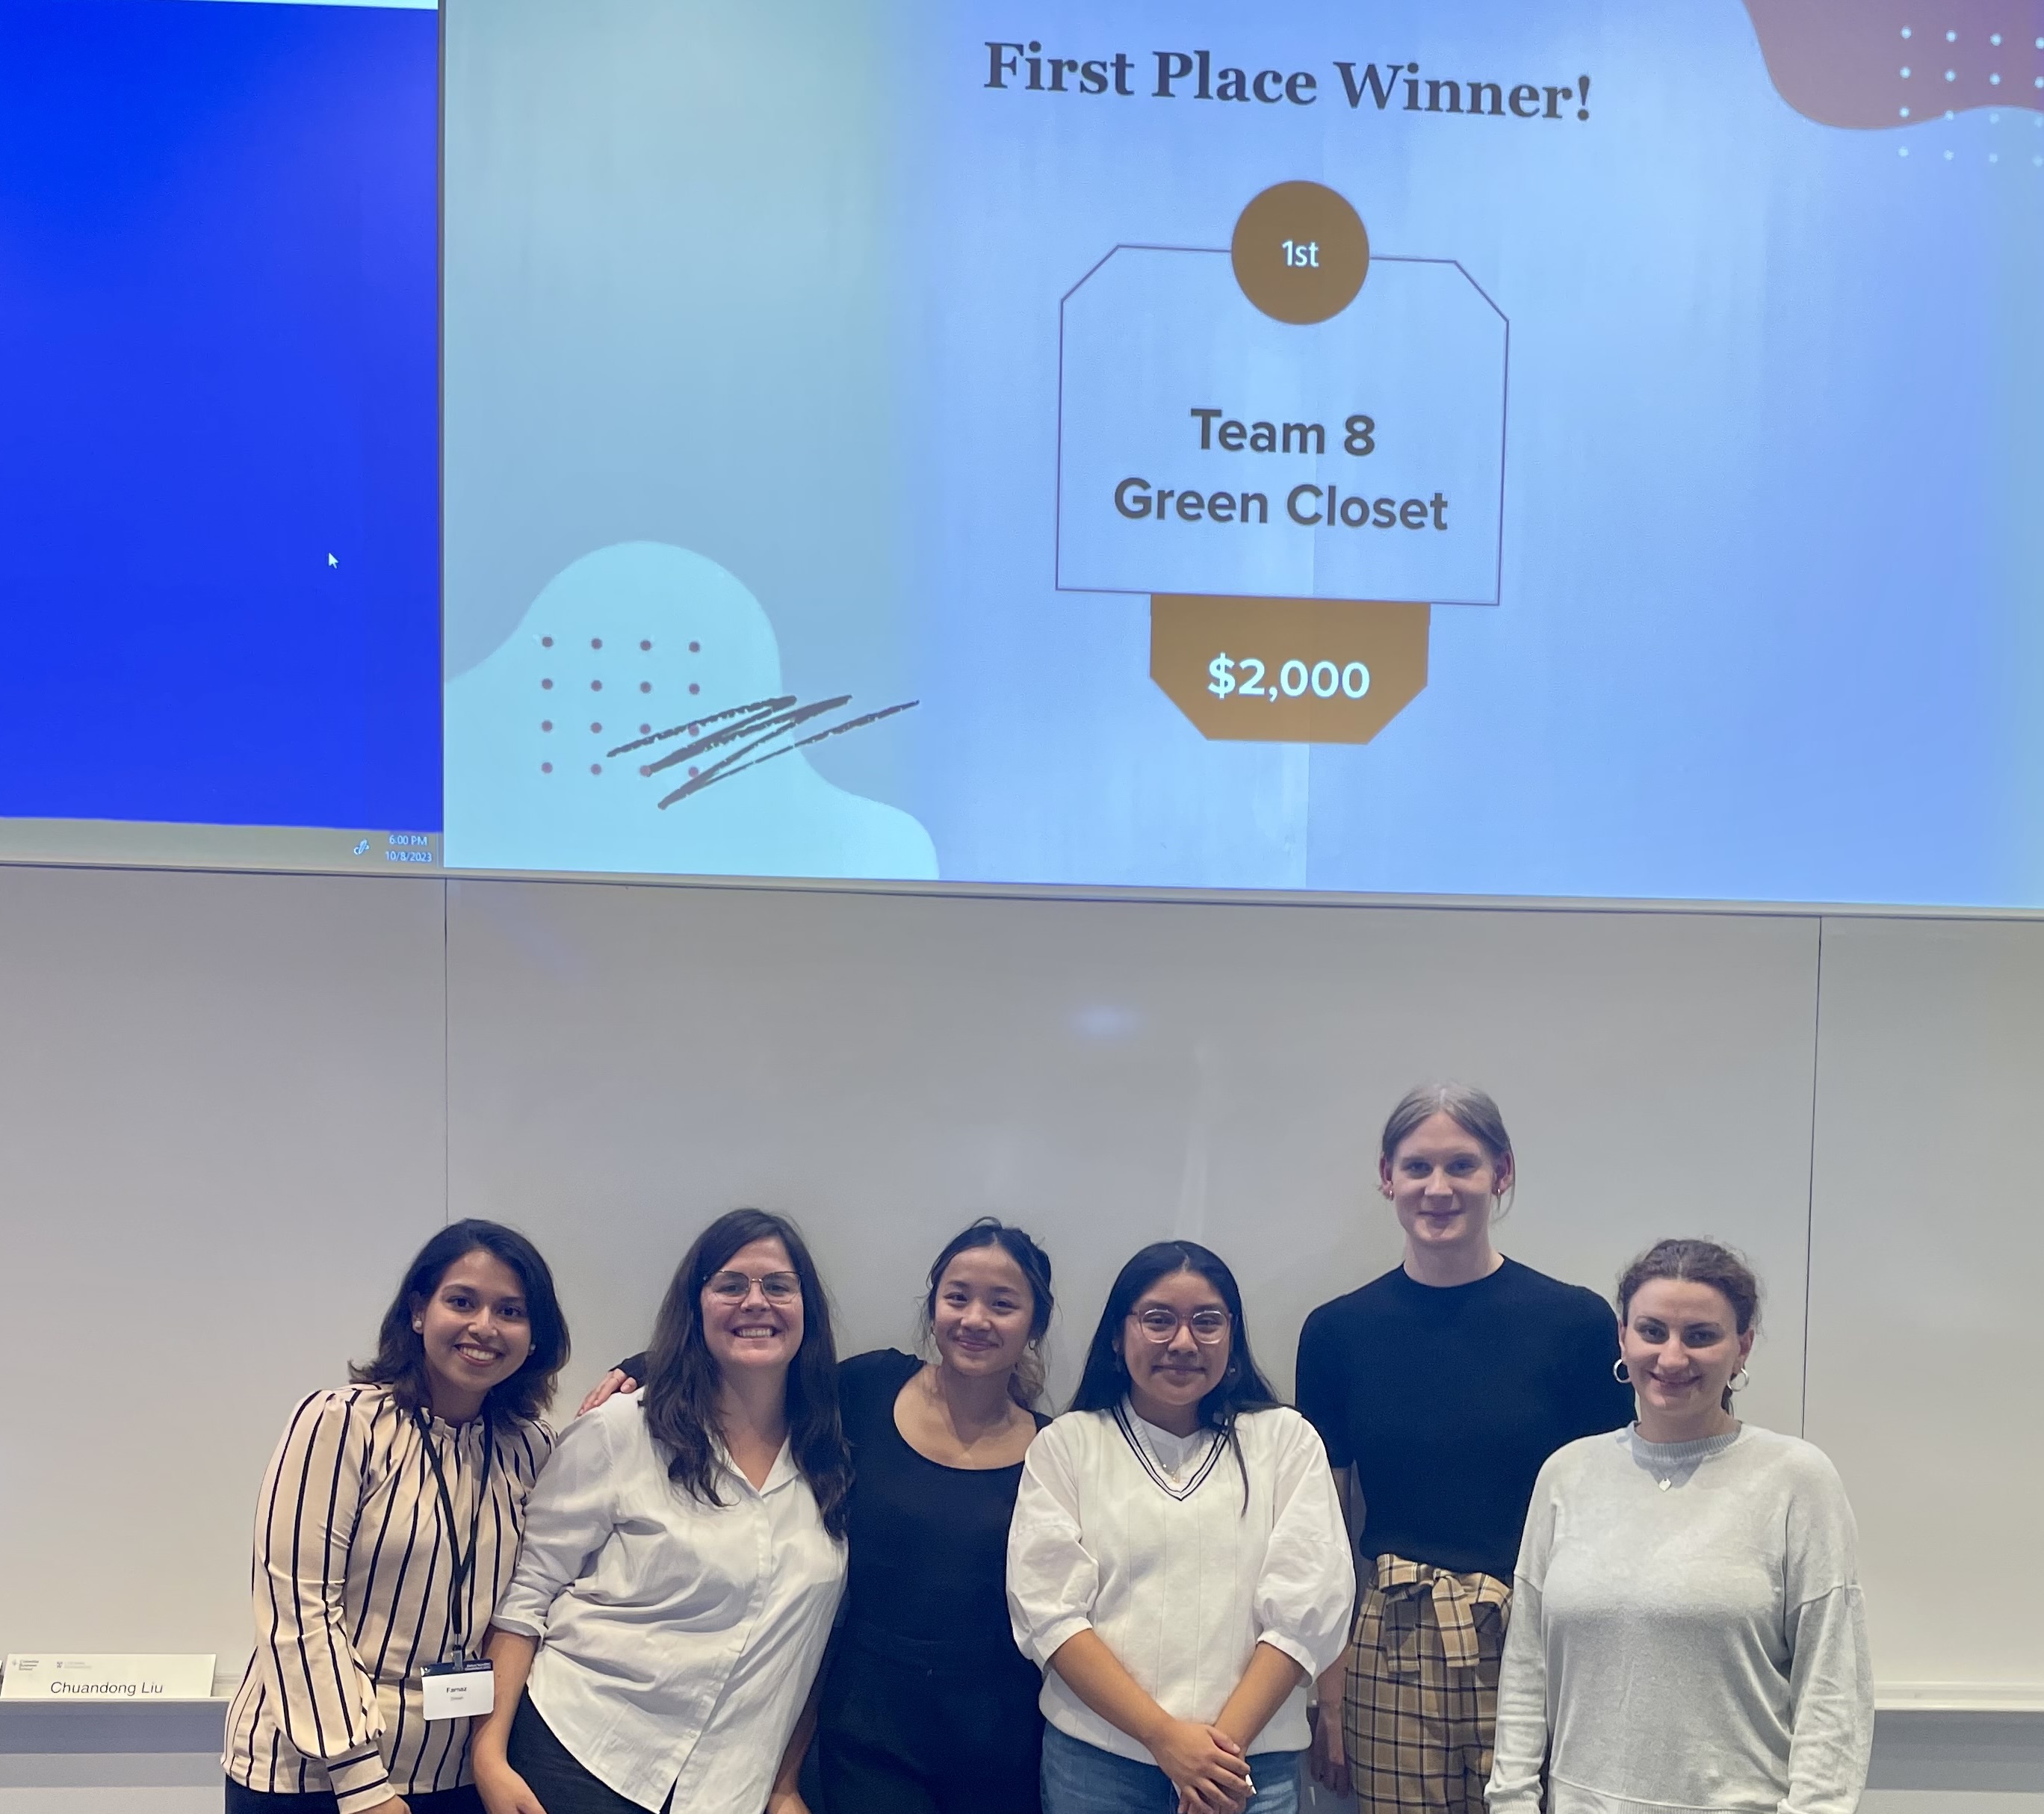 First Place Winner!
1st
Team 8
Green Closet
$2,000
6:00 PM
10/8/2023
Chuandong Liu